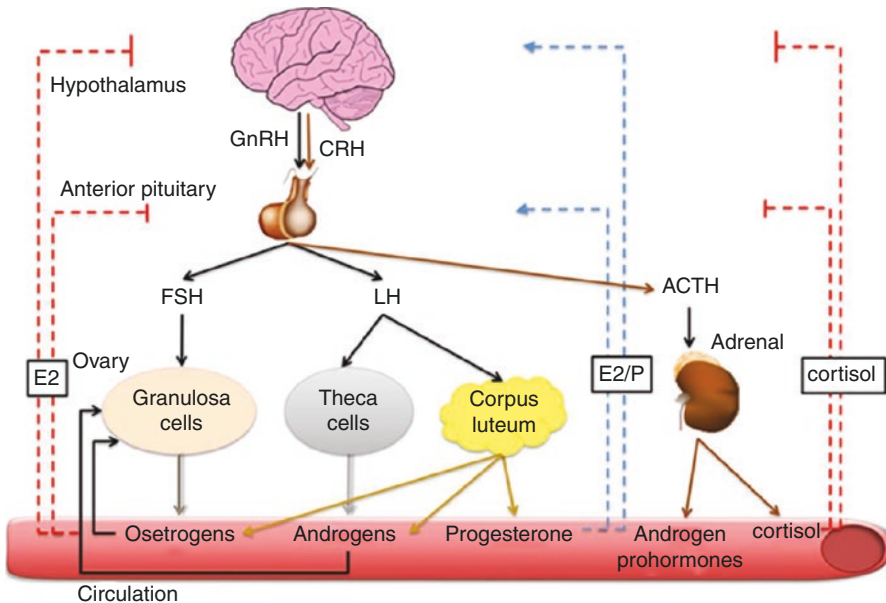 Hypothalamus
GnRH
CRH
Anterior pituitary
FSH
LH
ACTH
Adrenal
Ovary
E2
E2/P
cortisol
Granulosa
cells
Theca
cells
Corpus
luteum
Osetrogens
Androgens
Progesterone
Androgen
prohormones
cortisol
Circulation